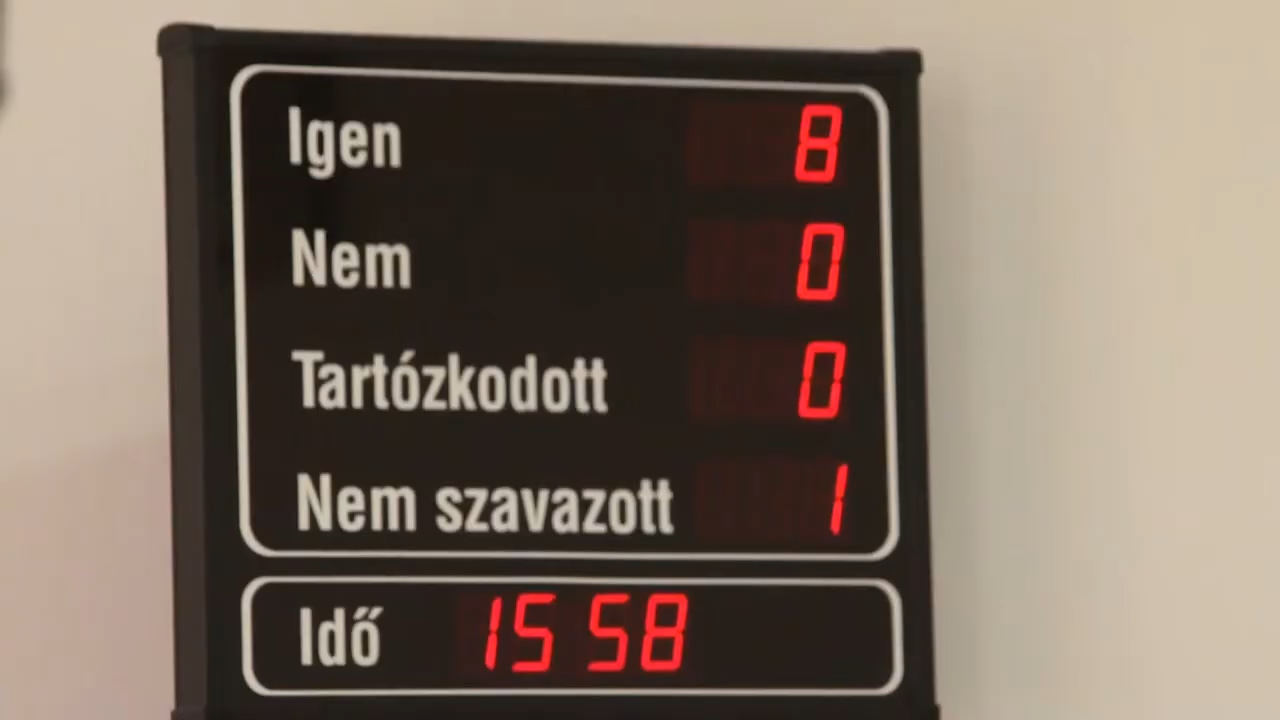 Igen 8
Nem 0
Tartózkodott 0
Nem szavazott 1
Idő 15 58